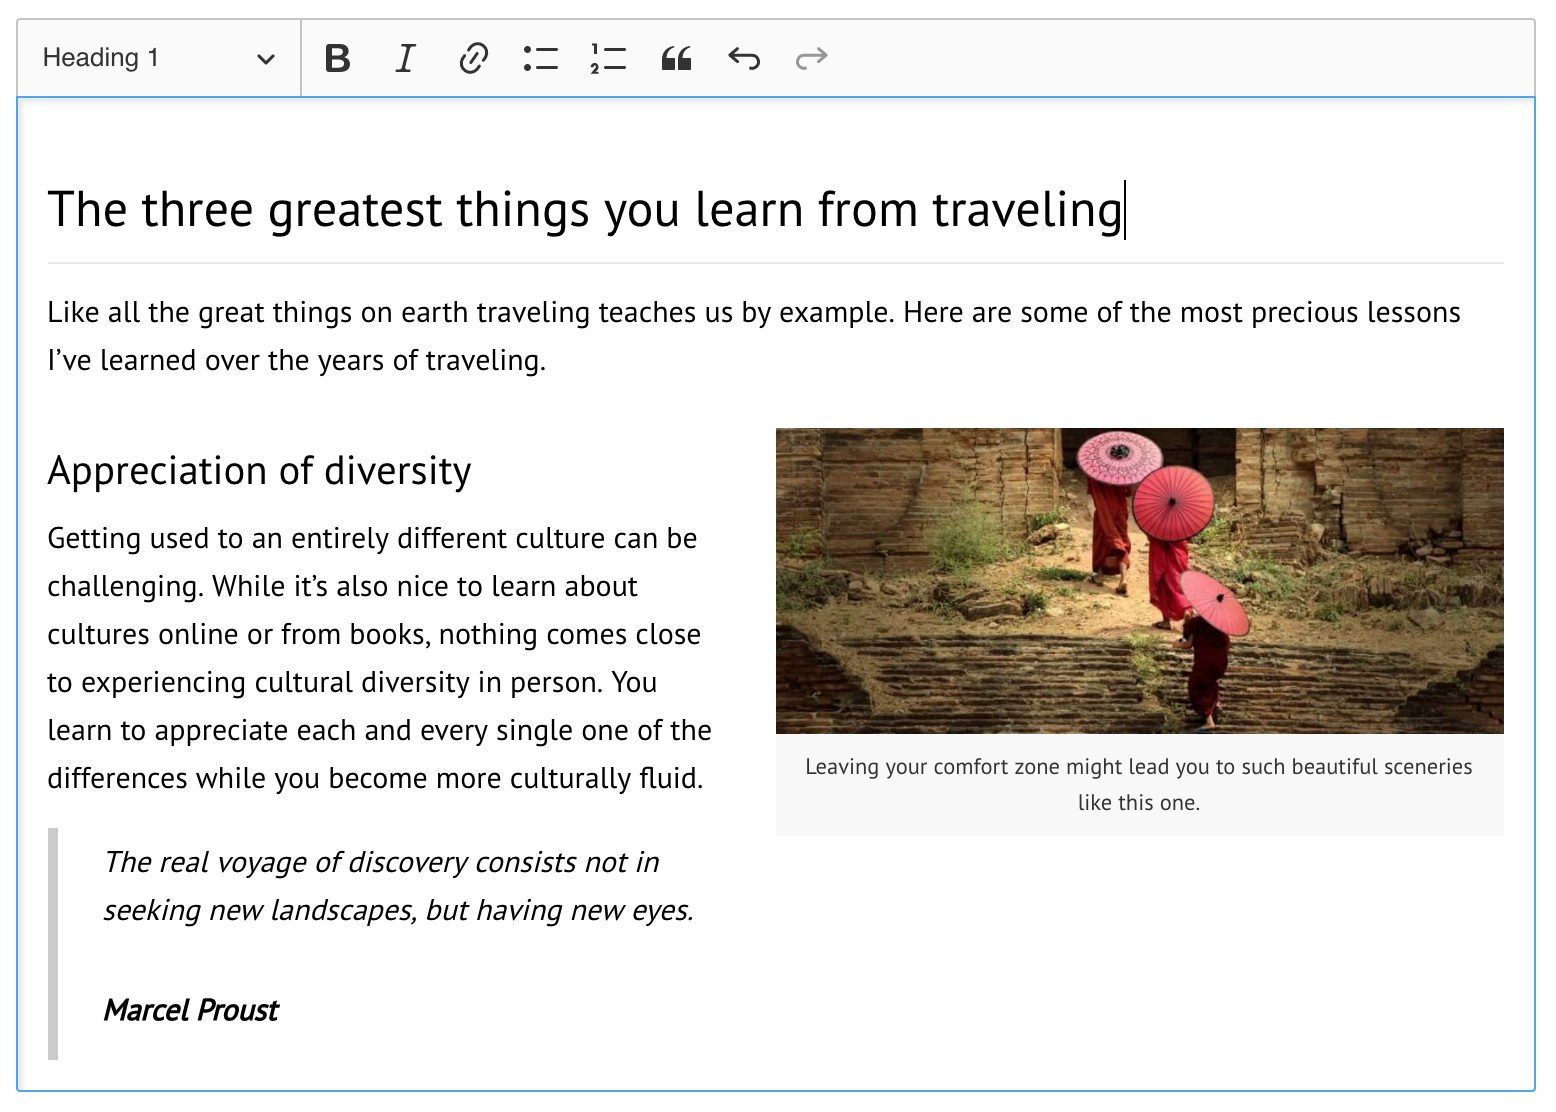 Heading 1
The three greatest things you learn from traveling
Like all the great things on earth traveling teaches us by example. Here are some of the most precious lessons
I’ve learned over the years of traveling.
Appreciation of diversity
Getting used to an entirely different culture can be
challenging. While it’s also nice to learn about
cultures online or from books, nothing comes close
to experiencing cultural diversity in person. You
learn to appreciate each and every single one of the
differences while you become more culturally fluid.
The real voyage of discovery consists not in
seeking new landscapes, but having new eyes.
Marcel Proust
Leaving your comfort zone might lead you to such beautiful sceneries
like this one.